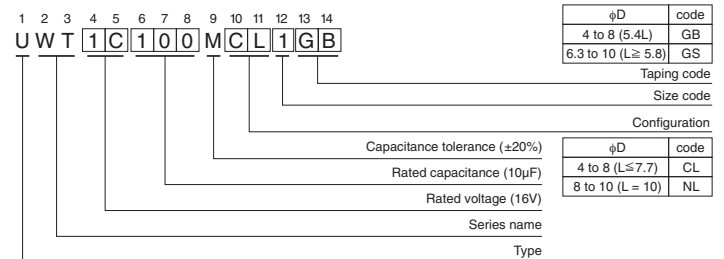 1 2 3 4 5 6 7 8 9 10 11 12 13 14
U W T 1 C 1 0 0 M C L 1 G B
φD code
4 to 8 (5.4L) GB
6.3 to 10 (L≧ 5.8) GS
Taping code
Size code
Configuration
φD code
4 to 8 (L≦7.7) CL
8 to 10 (L = 10) NL
Capacitance tolerance (±20%)
Rated capacitance (10µF)
Rated voltage (16V)
Series name
Type